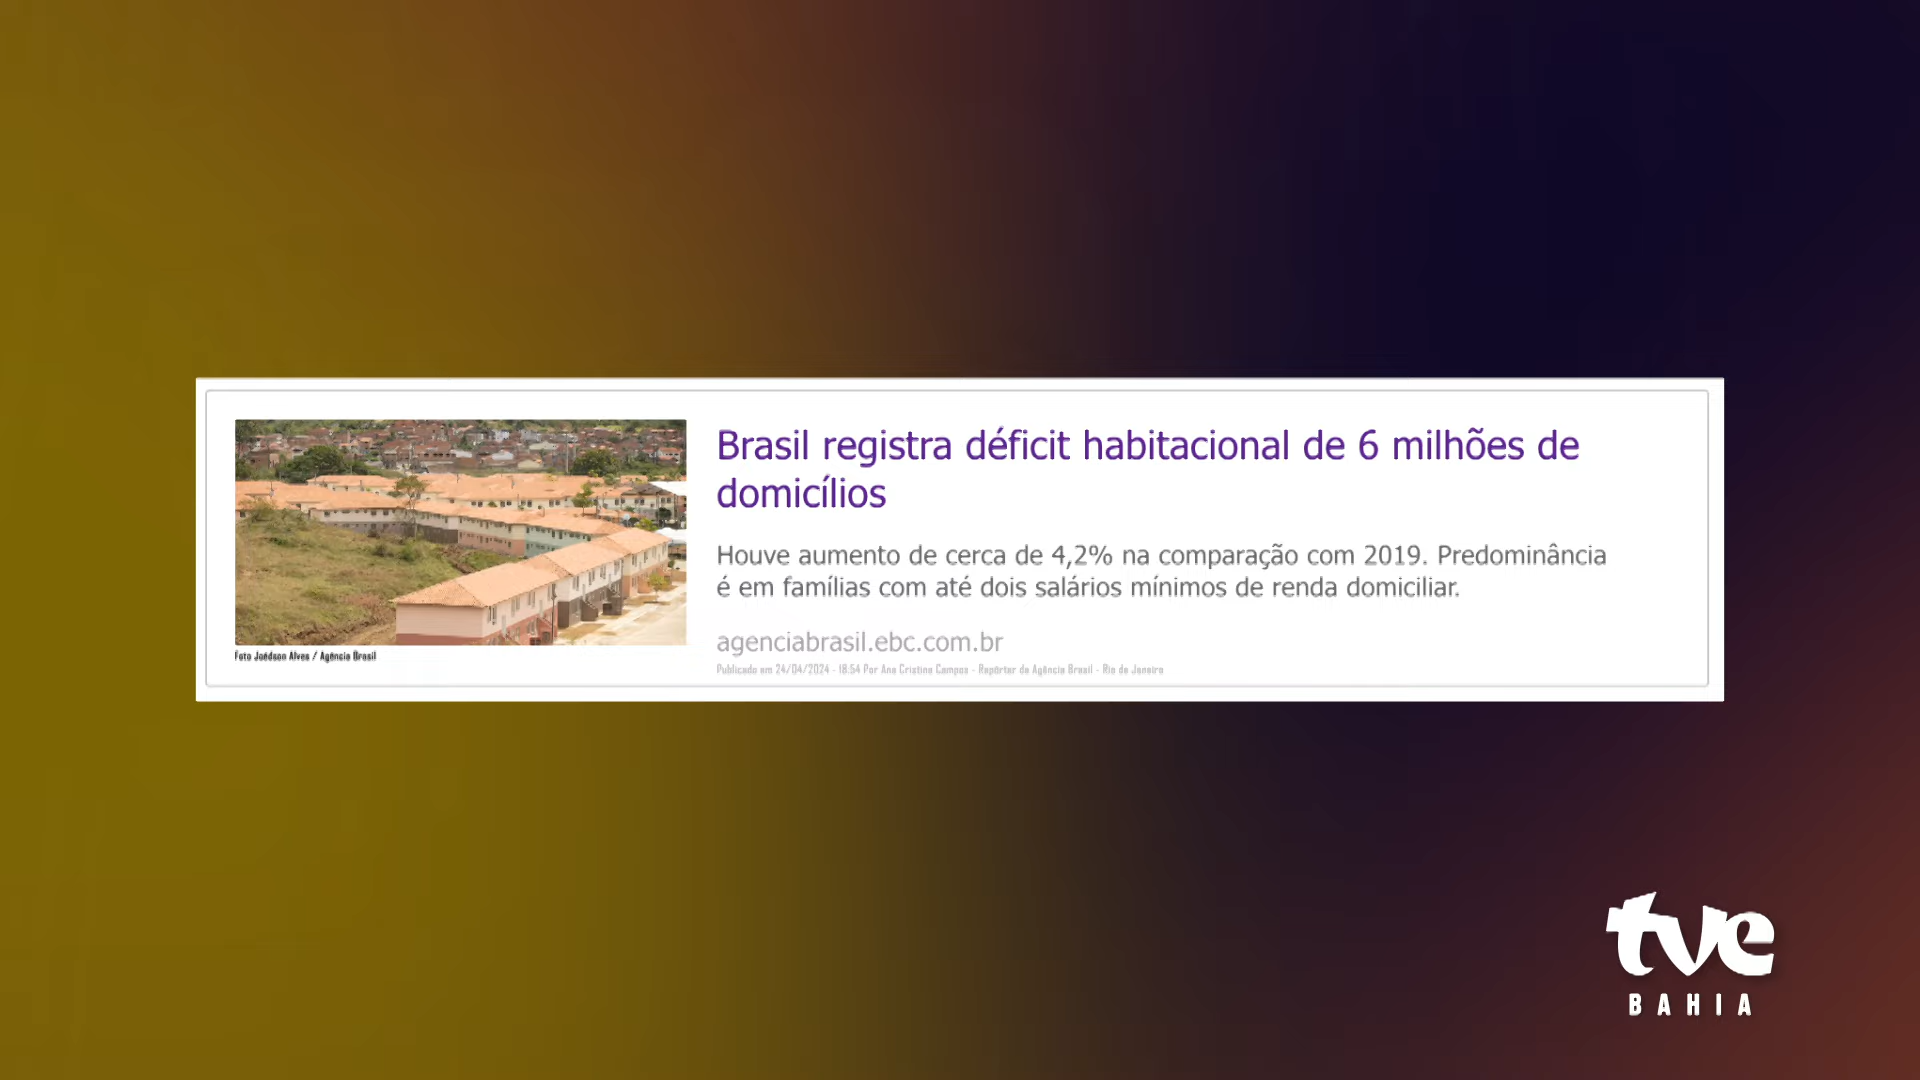 Brasil registra déficit habitacional de 6 milhões de
domicílios
Houve aumento de cerca de 4,2% na comparação com 2019. Predominância
é em famílias com até dois salários mínimos de renda domiciliar.
agenciabrasil.ebc.com.br
Publicado em 24/04/2024 - 18:54 Por Ana Cristina Campos - Repórter da Agência Brasil - Rio de Janeiro
Foto Joédson Alves / Agência Brasil
tve
BAHIA